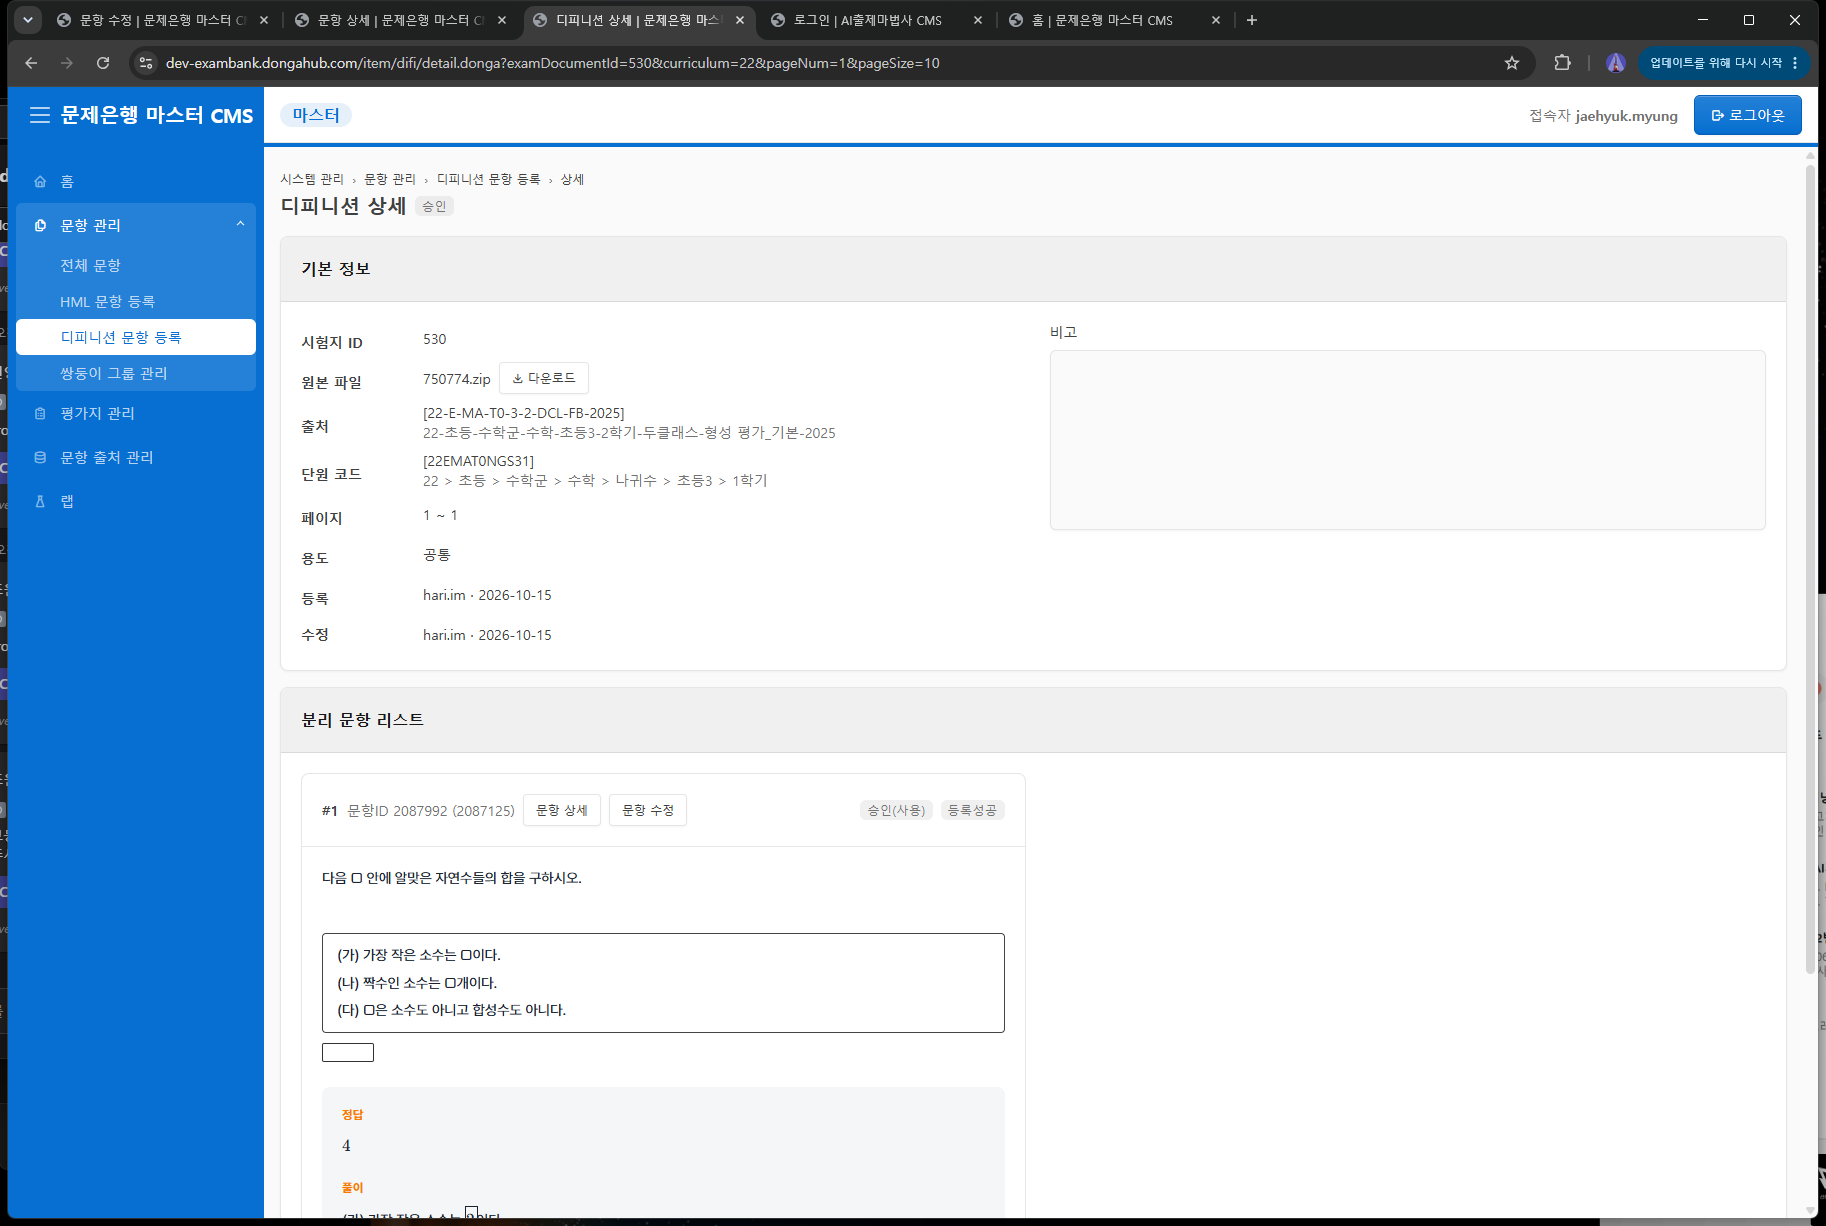 문항 수정 | 문제은행 마스터
문항 상세 | 문제은행 마스터
디피니션 상세 | 문제은행 마스
로그인 | AI출제마법사 CMS
홈 | 문제은행 마스터 CMS
dev-exambank.dongahub.com/item/difi/detail.donga?examDocumentId=530&curriculum=22&pageNum=1&pageSize=10
업데이트를 위해 다시 시작
문제은행 마스터 CMS
마스터
접속자 jaehyuk.myung
로그아웃
홈
문항 관리
전체 문항
HML 문항 등록
디피니션 문항 등록
쌍둥이 그룹 관리
평가지 관리
문항 출처 관리
랩
시스템 관리 › 문항 관리 › 디피니션 문항 등록 › 상세
디피니션 상세 승인
기본 정보
시험지 ID 530
원본 파일 750774.zip 다운로드
출처 [22-E-MA-T0-3-2-DCL-FB-2025]
22-초등-수학군-수학-초등3-2학기-두클래스-형성 평가_기본-2025
단원 코드 [22EMAT0NGS31]
22 > 초등 > 수학군 > 수학 > 나귀수 > 초등3 > 1학기
페이지 1 ~ 1
용도 공통
등록 hari.im · 2026-10-15
수정 hari.im · 2026-10-15
비고
분리 문항 리스트
#1 문항ID 2087992 (2087125) 문항 상세 문항 수정 승인(사용) 등록성공
다음 □ 안에 알맞은 자연수들의 합을 구하시오.
(가) 가장 작은 소수는 □이다.
(나) 짝수인 소수는 □개이다.
(다) □은 소수도 아니고 합성수도 아니다.
정답
4
풀이
(가) 가장 작은 소수는 2이다.